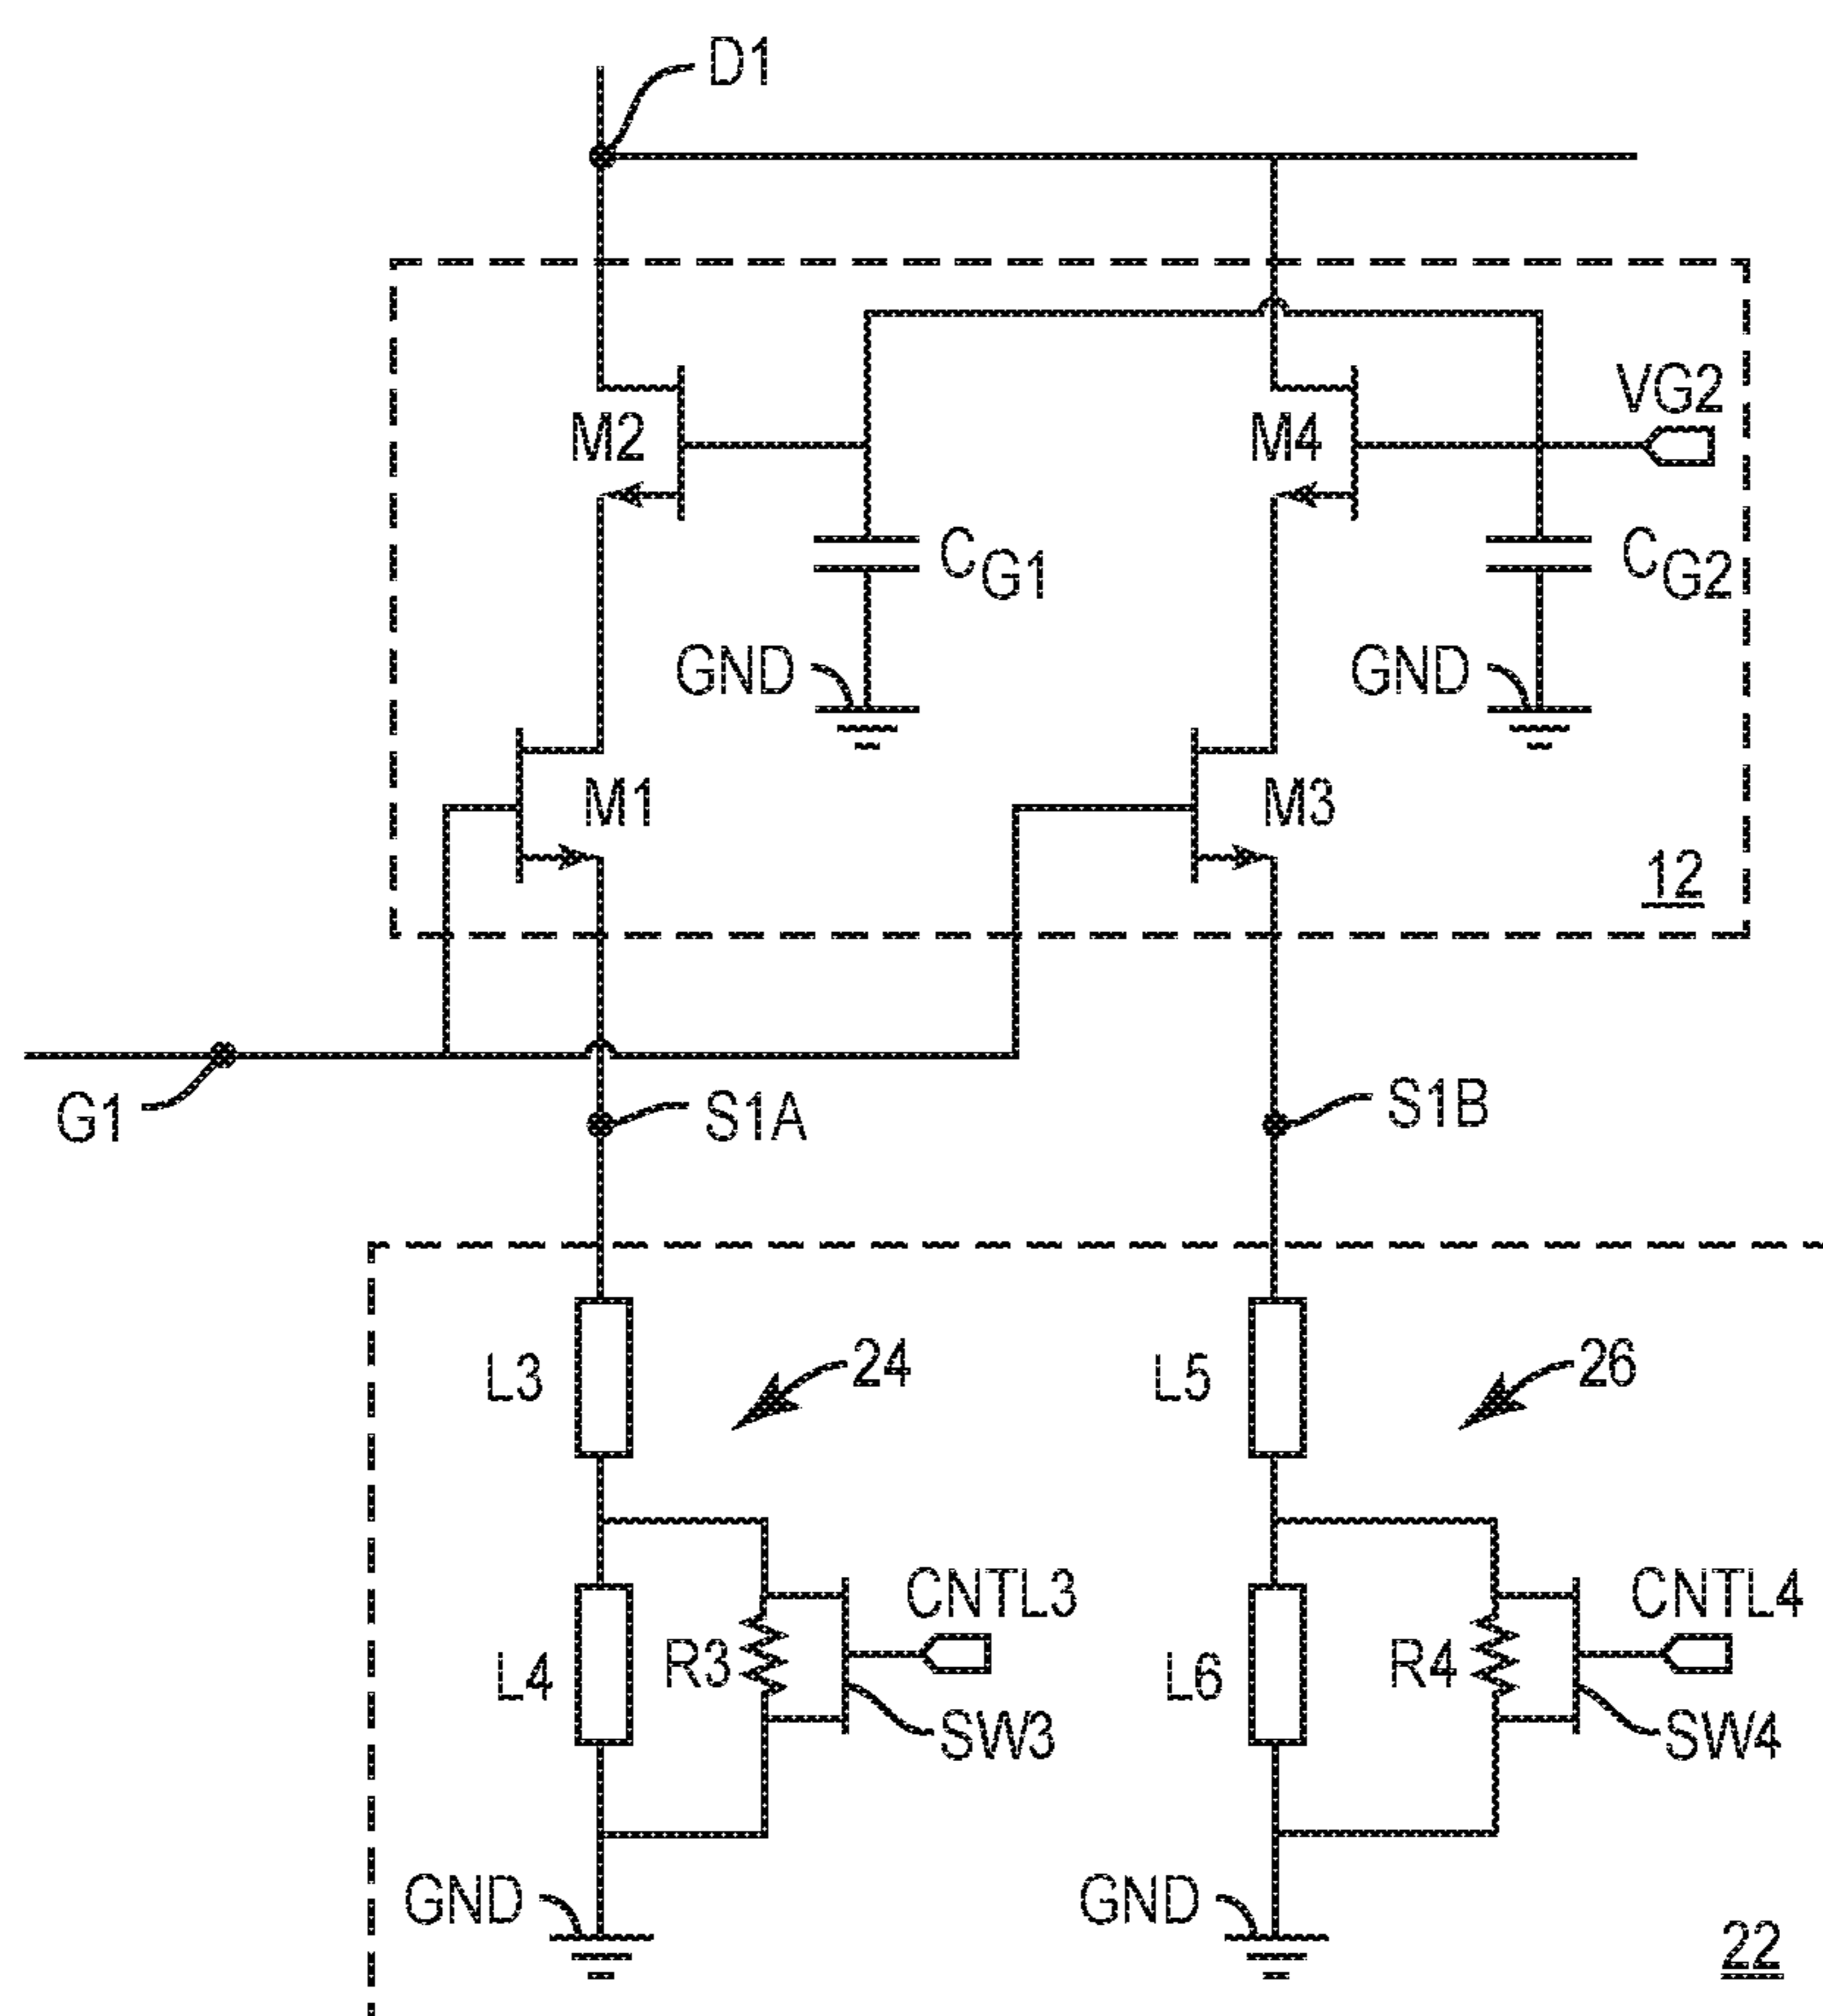 D1
VG2
M2
M4
CG1
CG2
GND
GND
M1
M3
12
G1
S1A
S1B
L3
24
L5
26
CNTL3
CNTL4
L4
R3
L6
R4
SW3
SW4
GND
GND
22